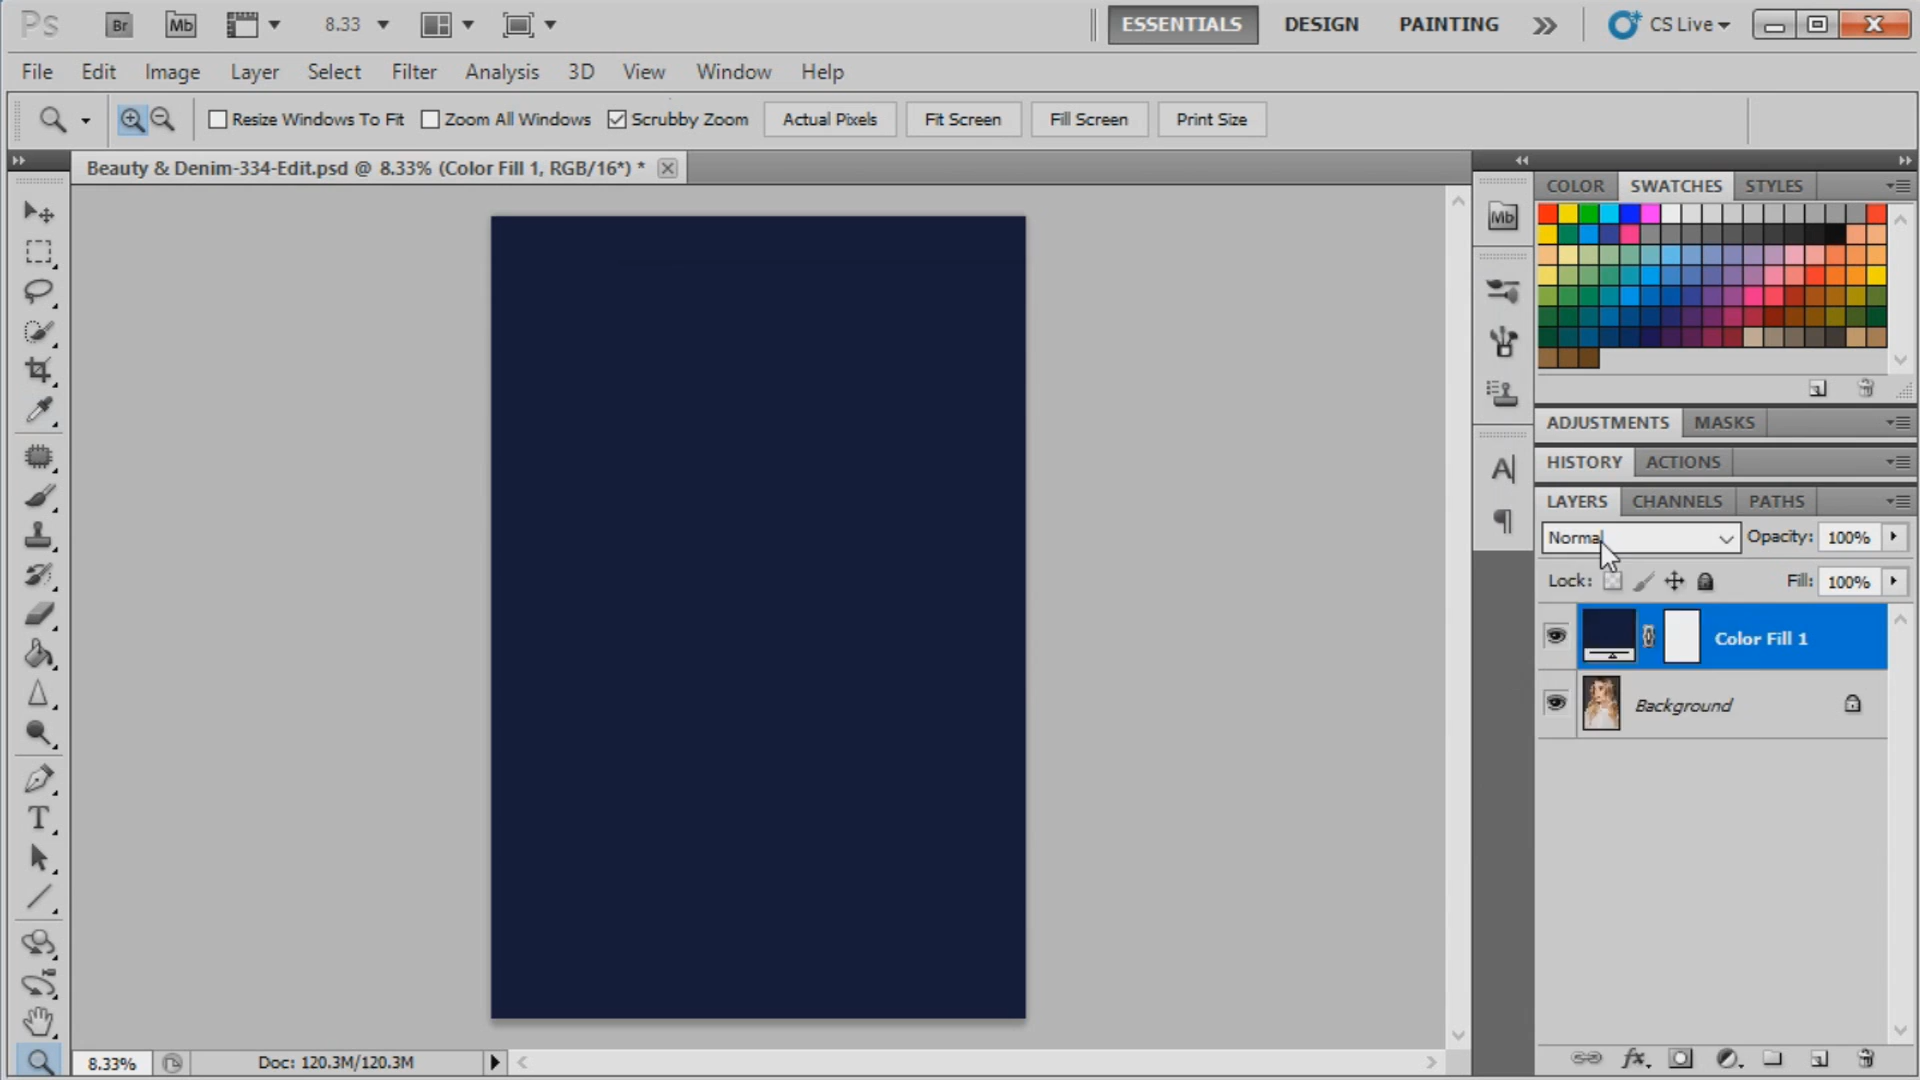 Ps Br Mb 8.33 ESSENTIALS DESIGN PAINTING CS Live
File Edit Image Layer Select Filter Analysis 3D View Window Help
Resize Windows To Fit Zoom All Windows Scrubby Zoom Actual Pixels Fit Screen Fill Screen Print Size
Beauty & Denim-334-Edit.psd @ 8.33% (Color Fill 1, RGB/16*) *
COLOR SWATCHES STYLES
Mb
ADJUSTMENTS MASKS
HISTORY ACTIONS
LAYERS CHANNELS PATHS
Normal Opacity: 100%
Lock: Fill: 100%
Color Fill 1
Background
8.33% Doc: 120.3M/120.3M